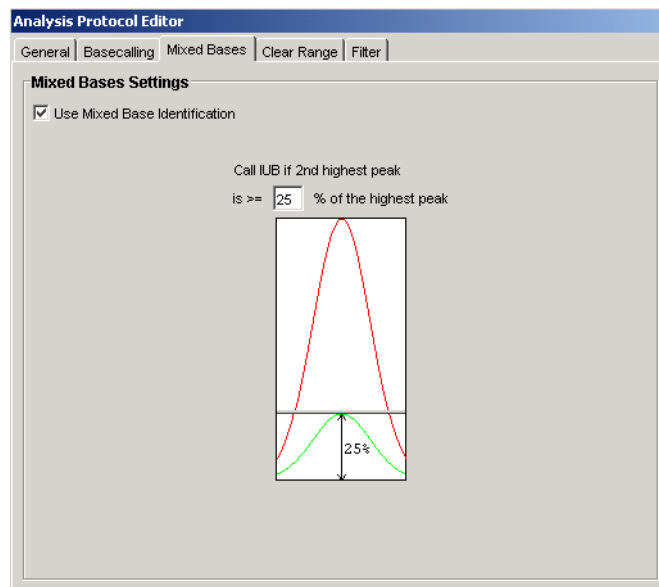 Analysis Protocol Editor
General Basecalling Mixed Bases Clear Range Filter
Mixed Bases Settings
Use Mixed Base Identification
Call IUB if 2nd highest peak
is >= 25 % of the highest peak
25%